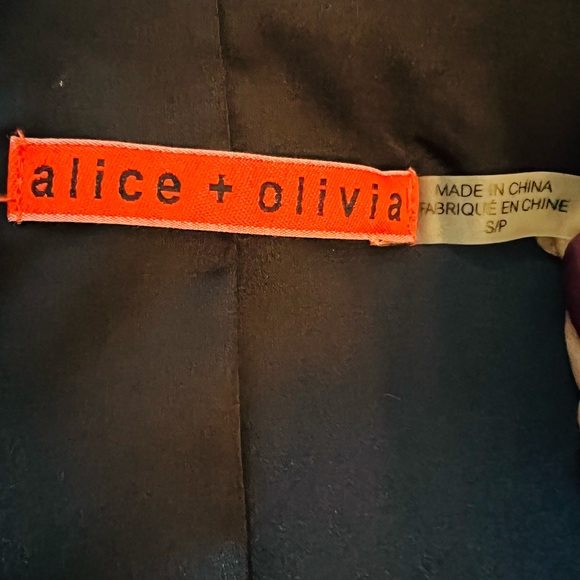 alice + olivia
MADE IN CHINA
FABRIQUÉ EN CHINE
S/P